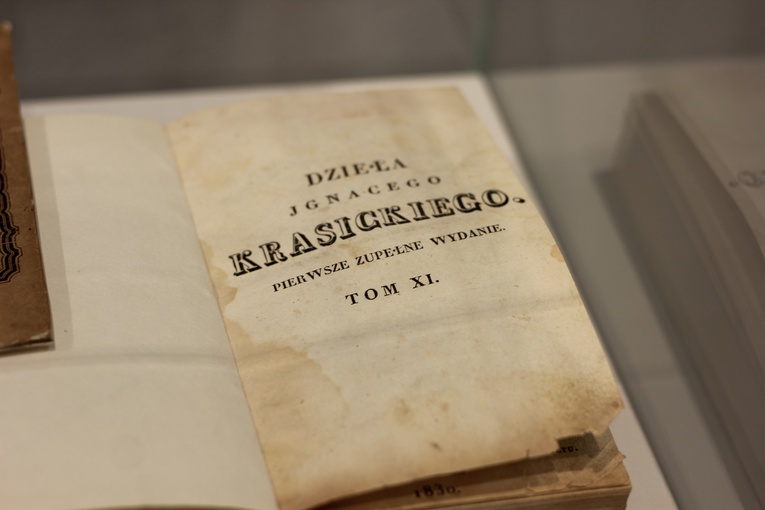 DZIEŁA
JGNACEGO
KRASICKIEGO.
PIERWSZE ZUPEŁNE WYDANIE.
TOM XI.
1830.